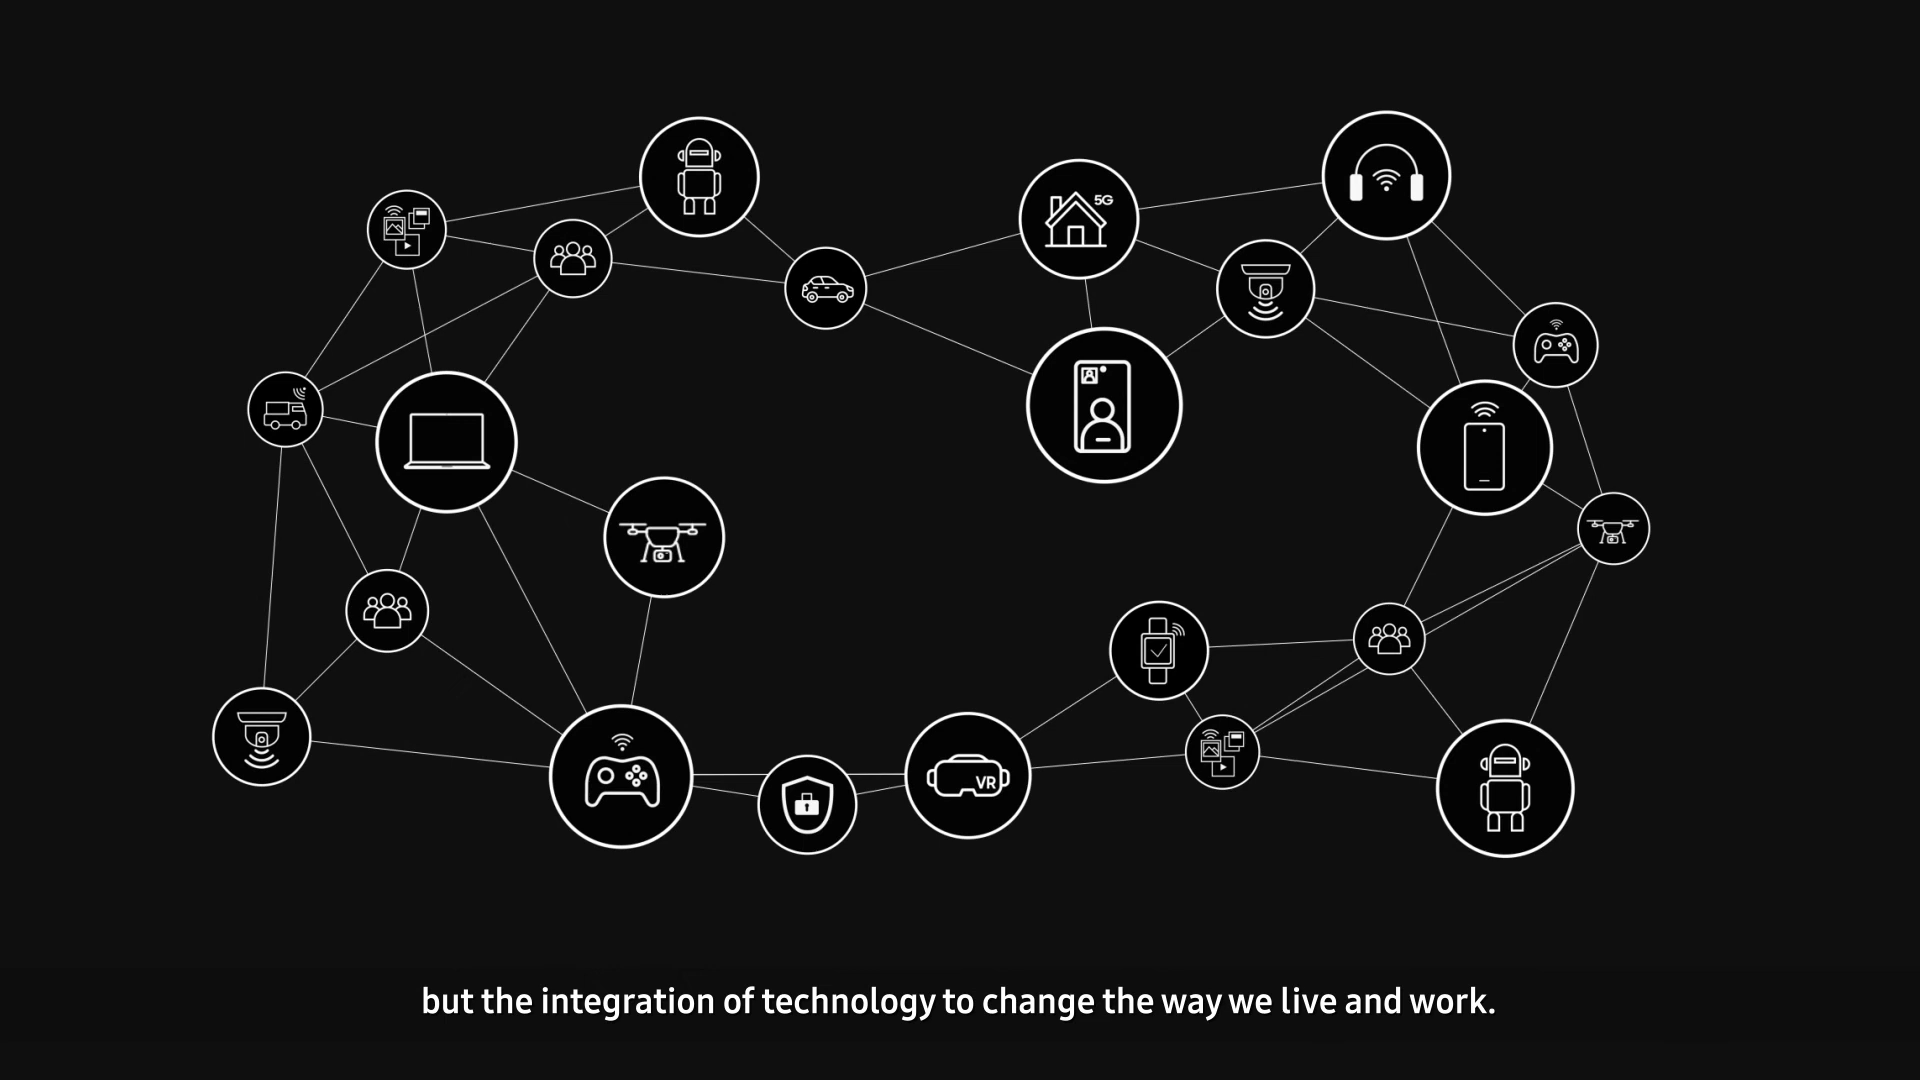 5G
VR
but the integration of technology to change the way we live and work.